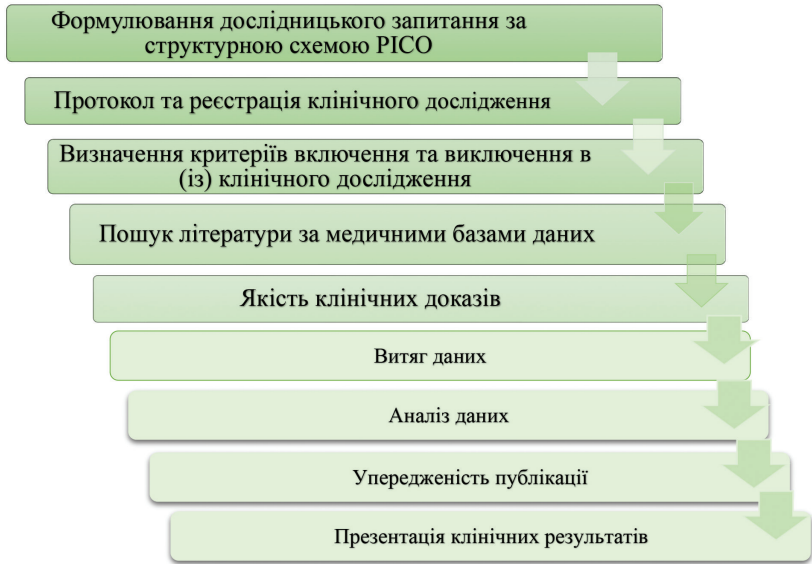 Формулювання дослідницького запитання за
структурною схемою PICO
Протокол та реєстрація клінічного дослідження
Визначення критеріїв включення та виключення в
(із) клінічного дослідження
Пошук літератури за медичними базами даних
Якість клінічних доказів
Витяг даних
Аналіз даних
Упередженість публікації
Презентація клінічних результатів